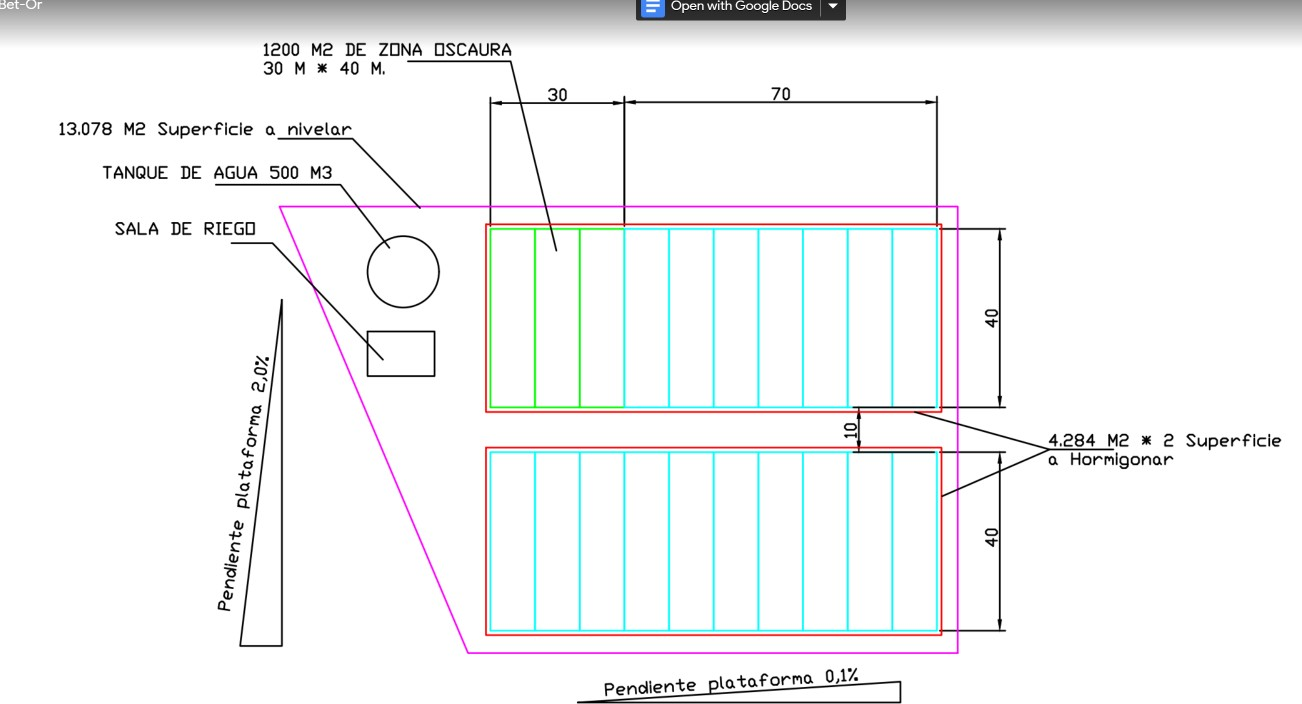 Bet-Or
Open with Google Docs
1200 M2 DE ZONA OSCAURA
30 M * 40 M.
30
70
13.078 M2 Superficie a nivelar
TANQUE DE AGUA 500 M3
SALA DE RIEGO
40
Pendiente plataforma 2,0%
10
4.284 M2 * 2 Superficie
a Hormigonar
40
Pendiente plataforma 0,1%